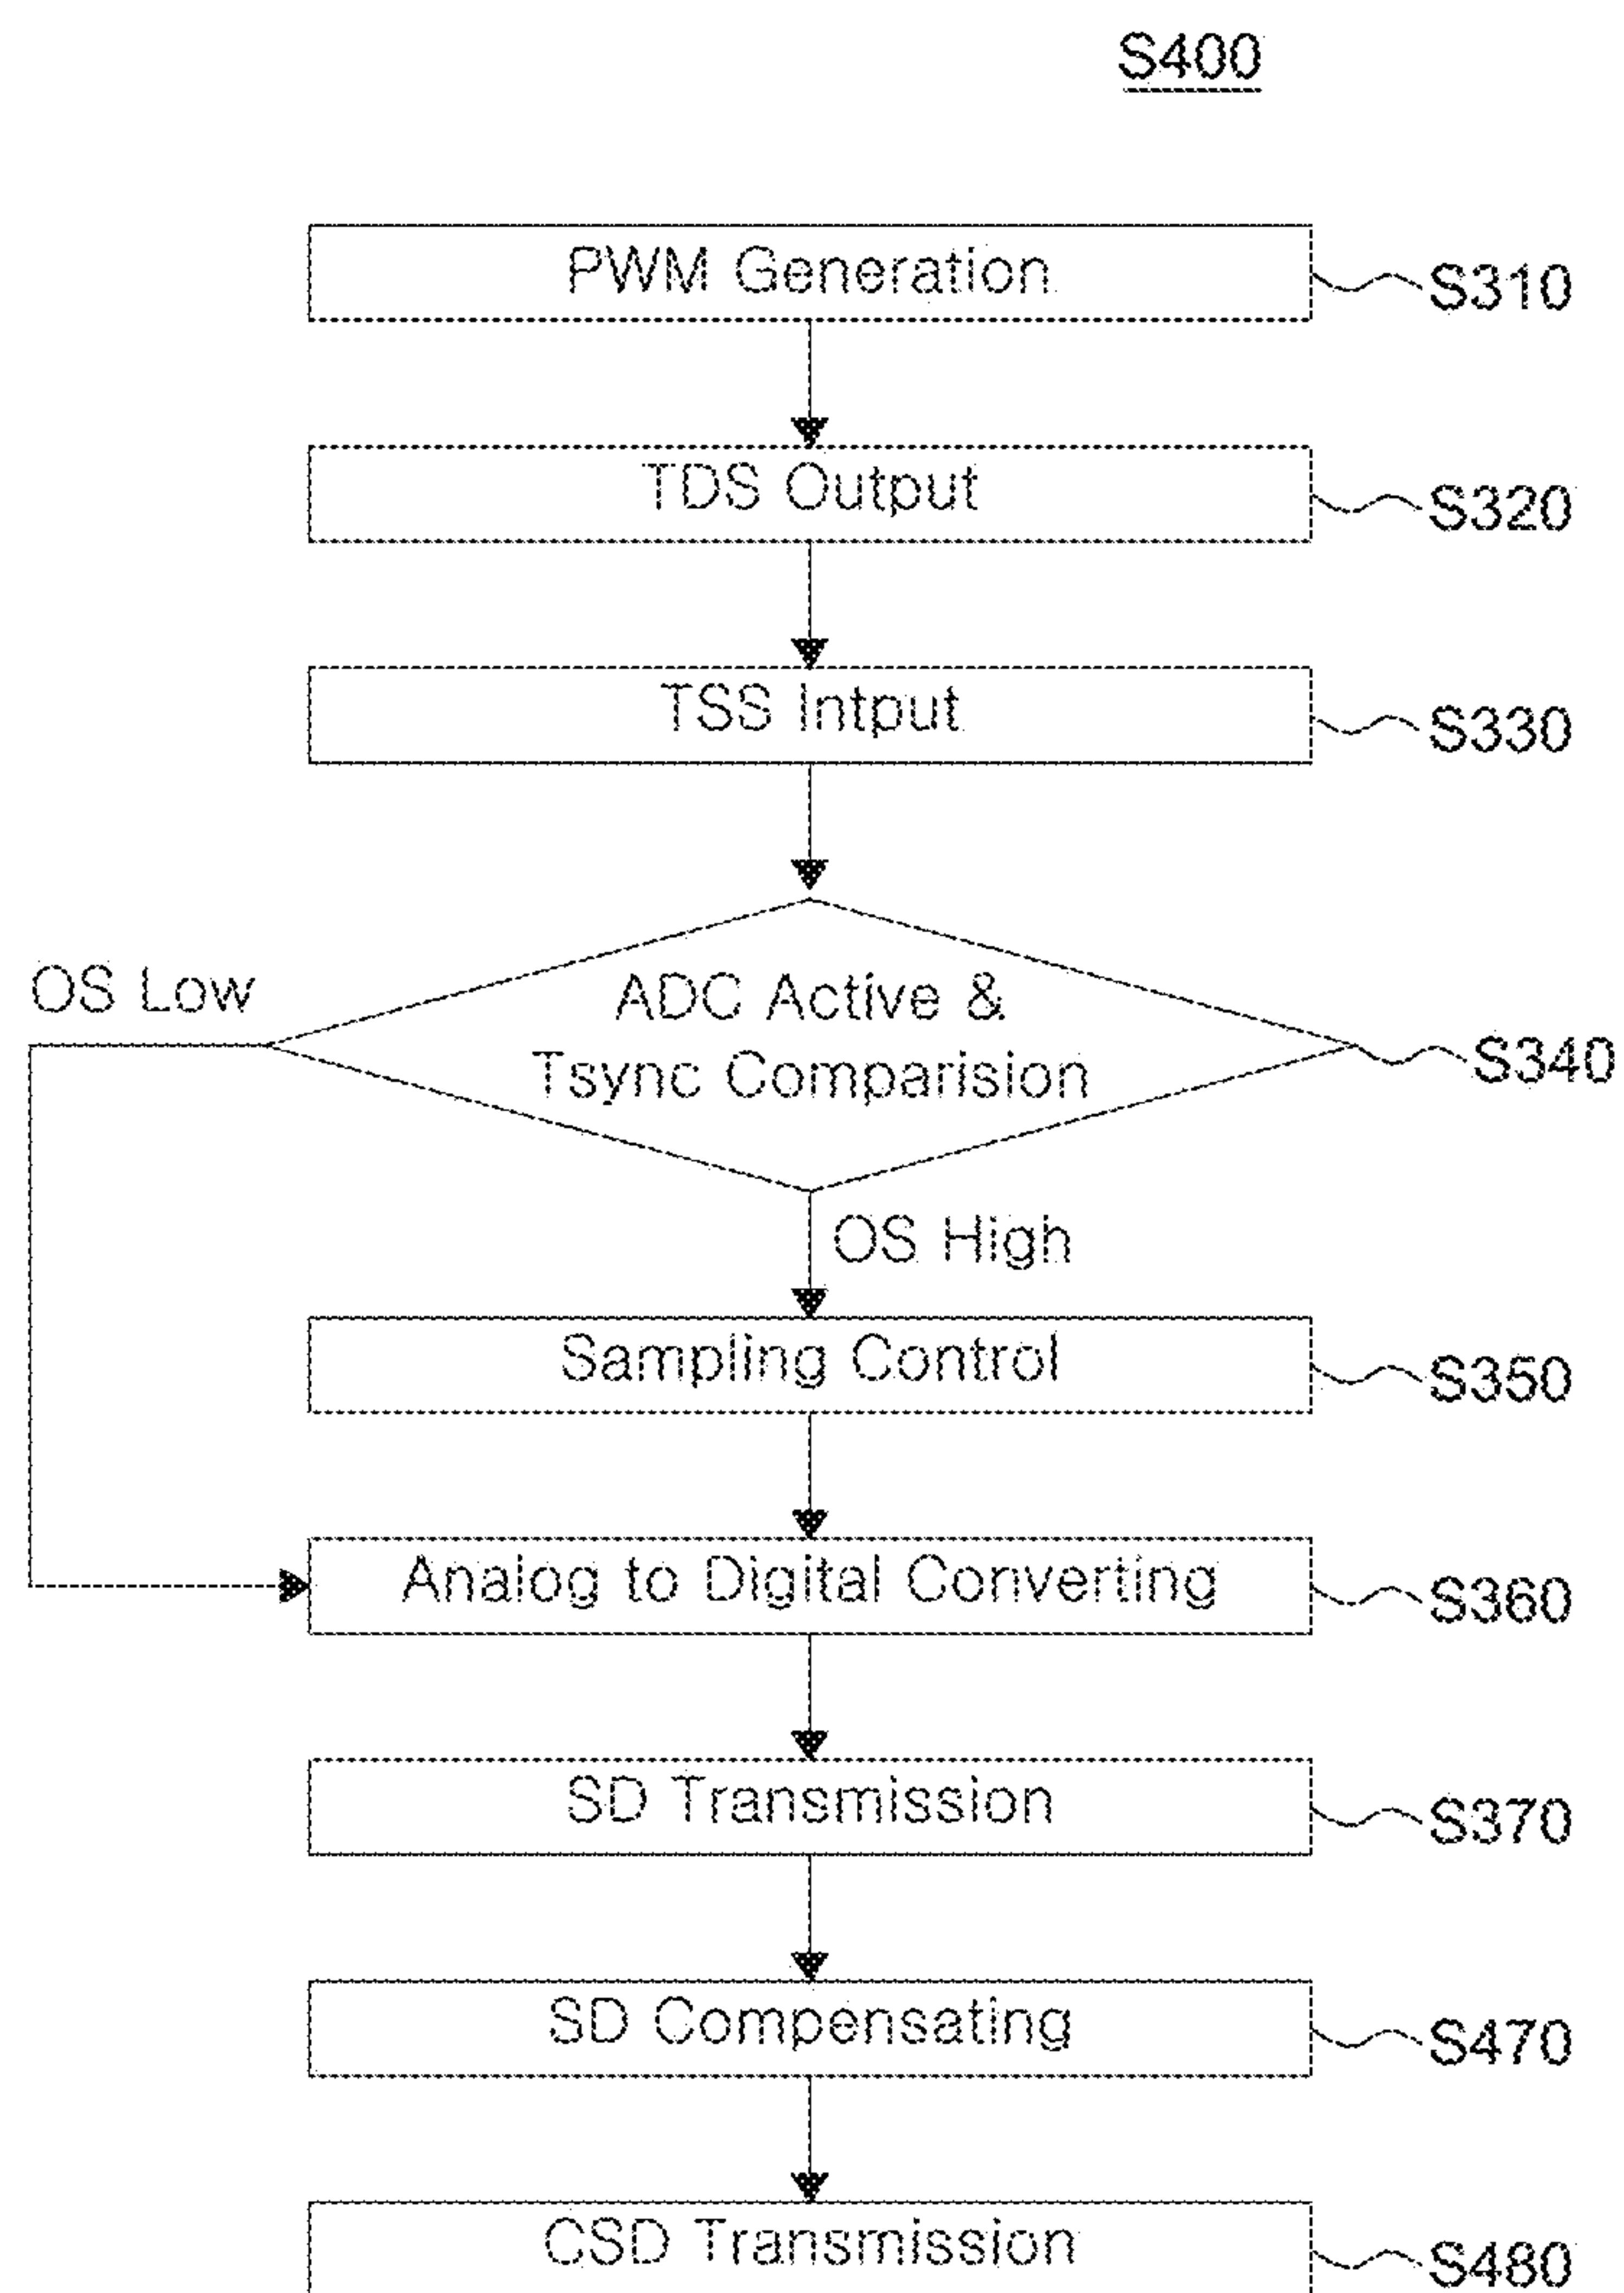 S400
PWM Generation
S310
TDS Output
S320
TSS Intput
S330
OS Low
ADC Active &
Tsync Comparision
S340
OS High
Sampling Control
S350
Analog to Digital Converting
S360
SD Transmission
S370
SD Compensating
S470
CSD Transmission
S480